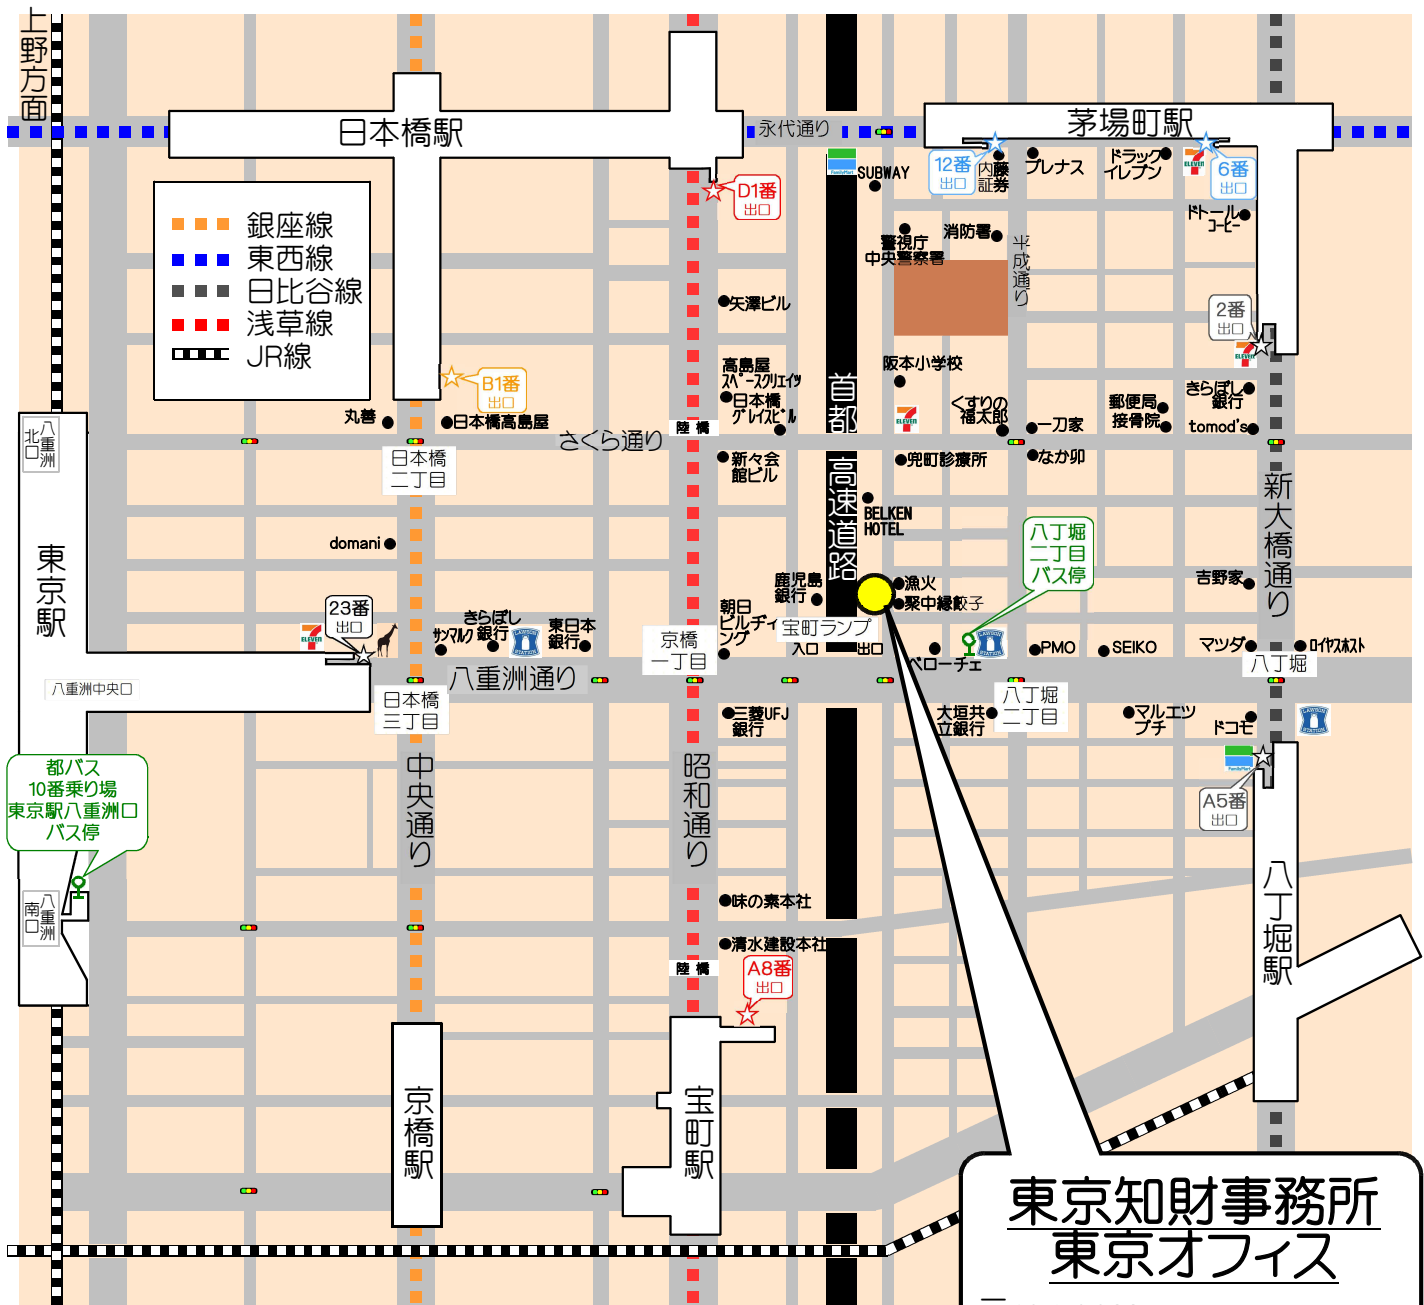 上野方面
日本橋駅
永代通り
茅場町駅
12番
出口
内藤
証券
プレナス
ドラック
イレブン
6番
出口
SUBWAY
D1番
出口
ドトール
コーヒー
警視庁
中央警察署
消防署
平成通り
銀座線
東西線
日比谷線
浅草線
JR線
矢澤ビル
2番
出口
高島屋
スペースクリエイツ
日本橋
グレイスビル
阪本小学校
B1番
出口
丸善
日本橋高島屋
陸橋
くすりの
福太郎
一刀家
郵便局
接骨院
きらぼし
銀行
tomod's
さくら通り
八重洲
北口
日本橋
二丁目
新々会
館ビル
兜町診療所
なか卯
首都高速道路
BELKEN
HOTEL
新大橋通り
domani
八丁堀
二丁目
バス停
東京駅
鹿児島
銀行
漁火
聚中縁餃子
吉野家
23番
出口
サンマルク
きらぼし
銀行
東日本
銀行
朝日
ビルヂィ
ング
京橋
一丁目
宝町ランプ
入口
出口
ベローチェ
PMO
SEIKO
マツダ
ロイヤスホスト
八丁堀
八重洲中央口
八重洲通り
日本橋
三丁目
三菱UFJ
銀行
大垣共
立銀行
八丁堀
二丁目
マルエツ
プチ
ドコモ
都バス
10番乗り場
東京駅八重洲口
バス停
中央通り
昭和通り
A5番
出口
八重洲
南口
味の素本社
清水建設本社
八丁堀駅
陸橋
A8番
出口
京橋駅
宝町駅
東京知財事務所
東京オフィス